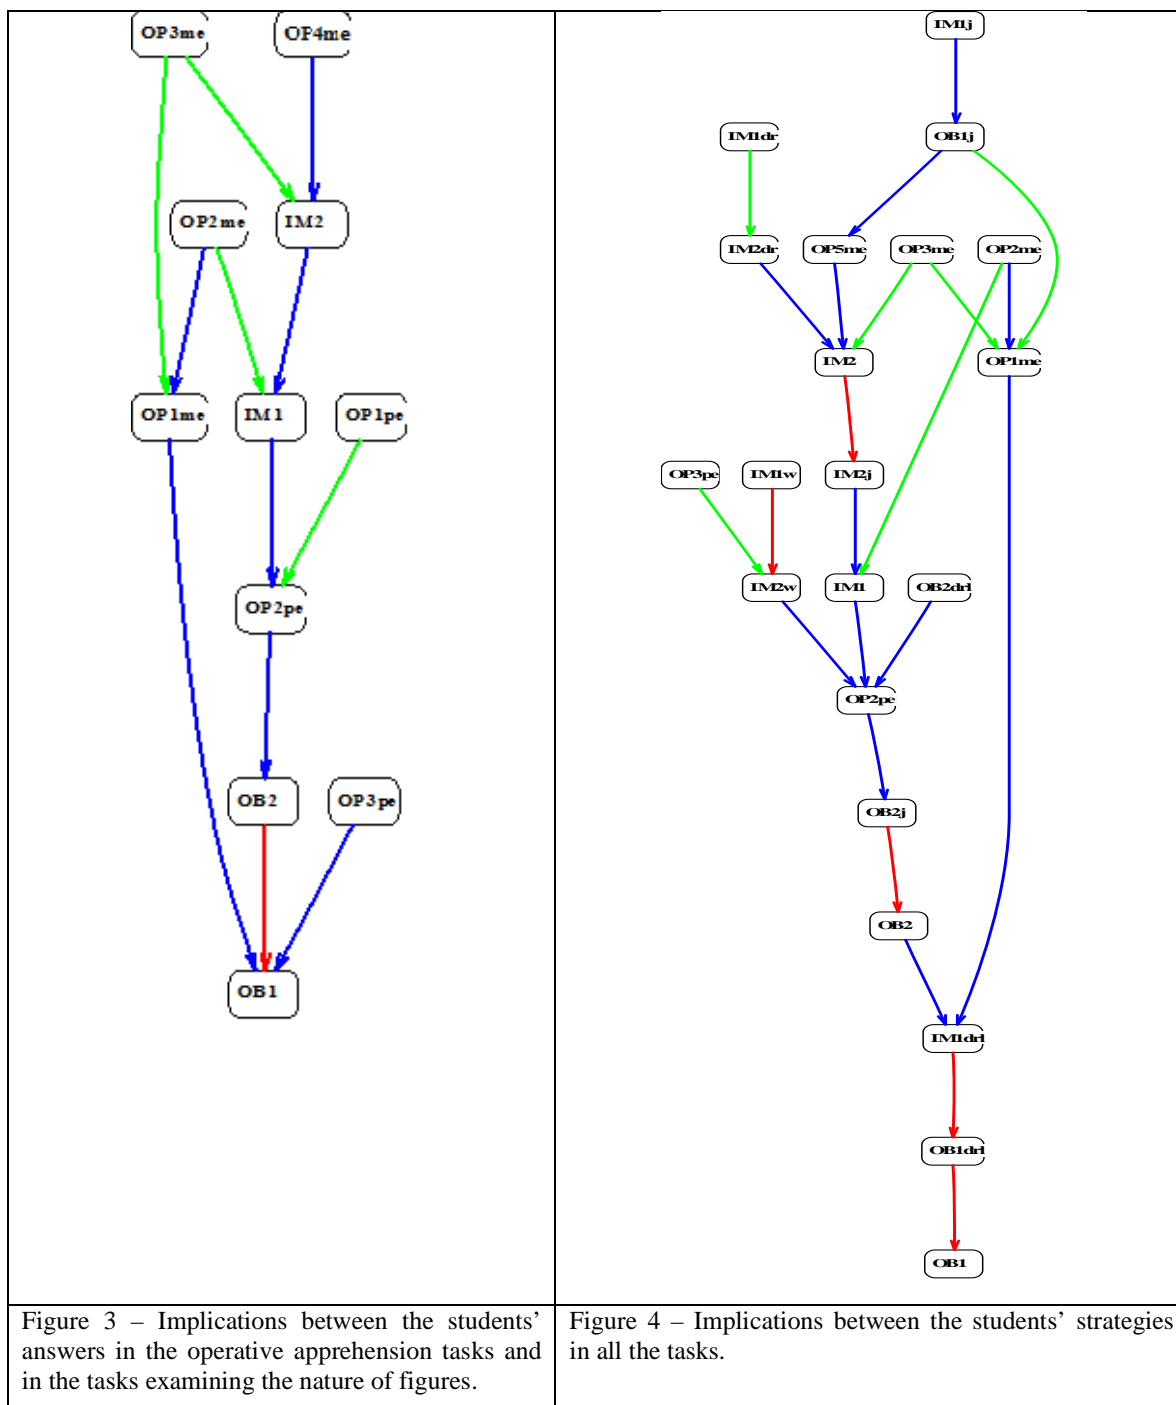 OP3me OP4me
OP2me IM2
OP1me IM1 OP1pe
OP2pe
OB2 OP3pe
OB1
IM1j
IM1dr OB1j
IM2dr OP5me OP3me OP2me
IM2 OP1me
OP3pe IM1w IM2j
IM2w IM1 OB2drl
OP2pe
OB2j
OB2
IM1drl
OB1drl
OB1
Figure 3 – Implications between the students’
answers in the operative apprehension tasks and
in the tasks examining the nature of figures.
Figure 4 – Implications between the students’ strategies
in all the tasks.